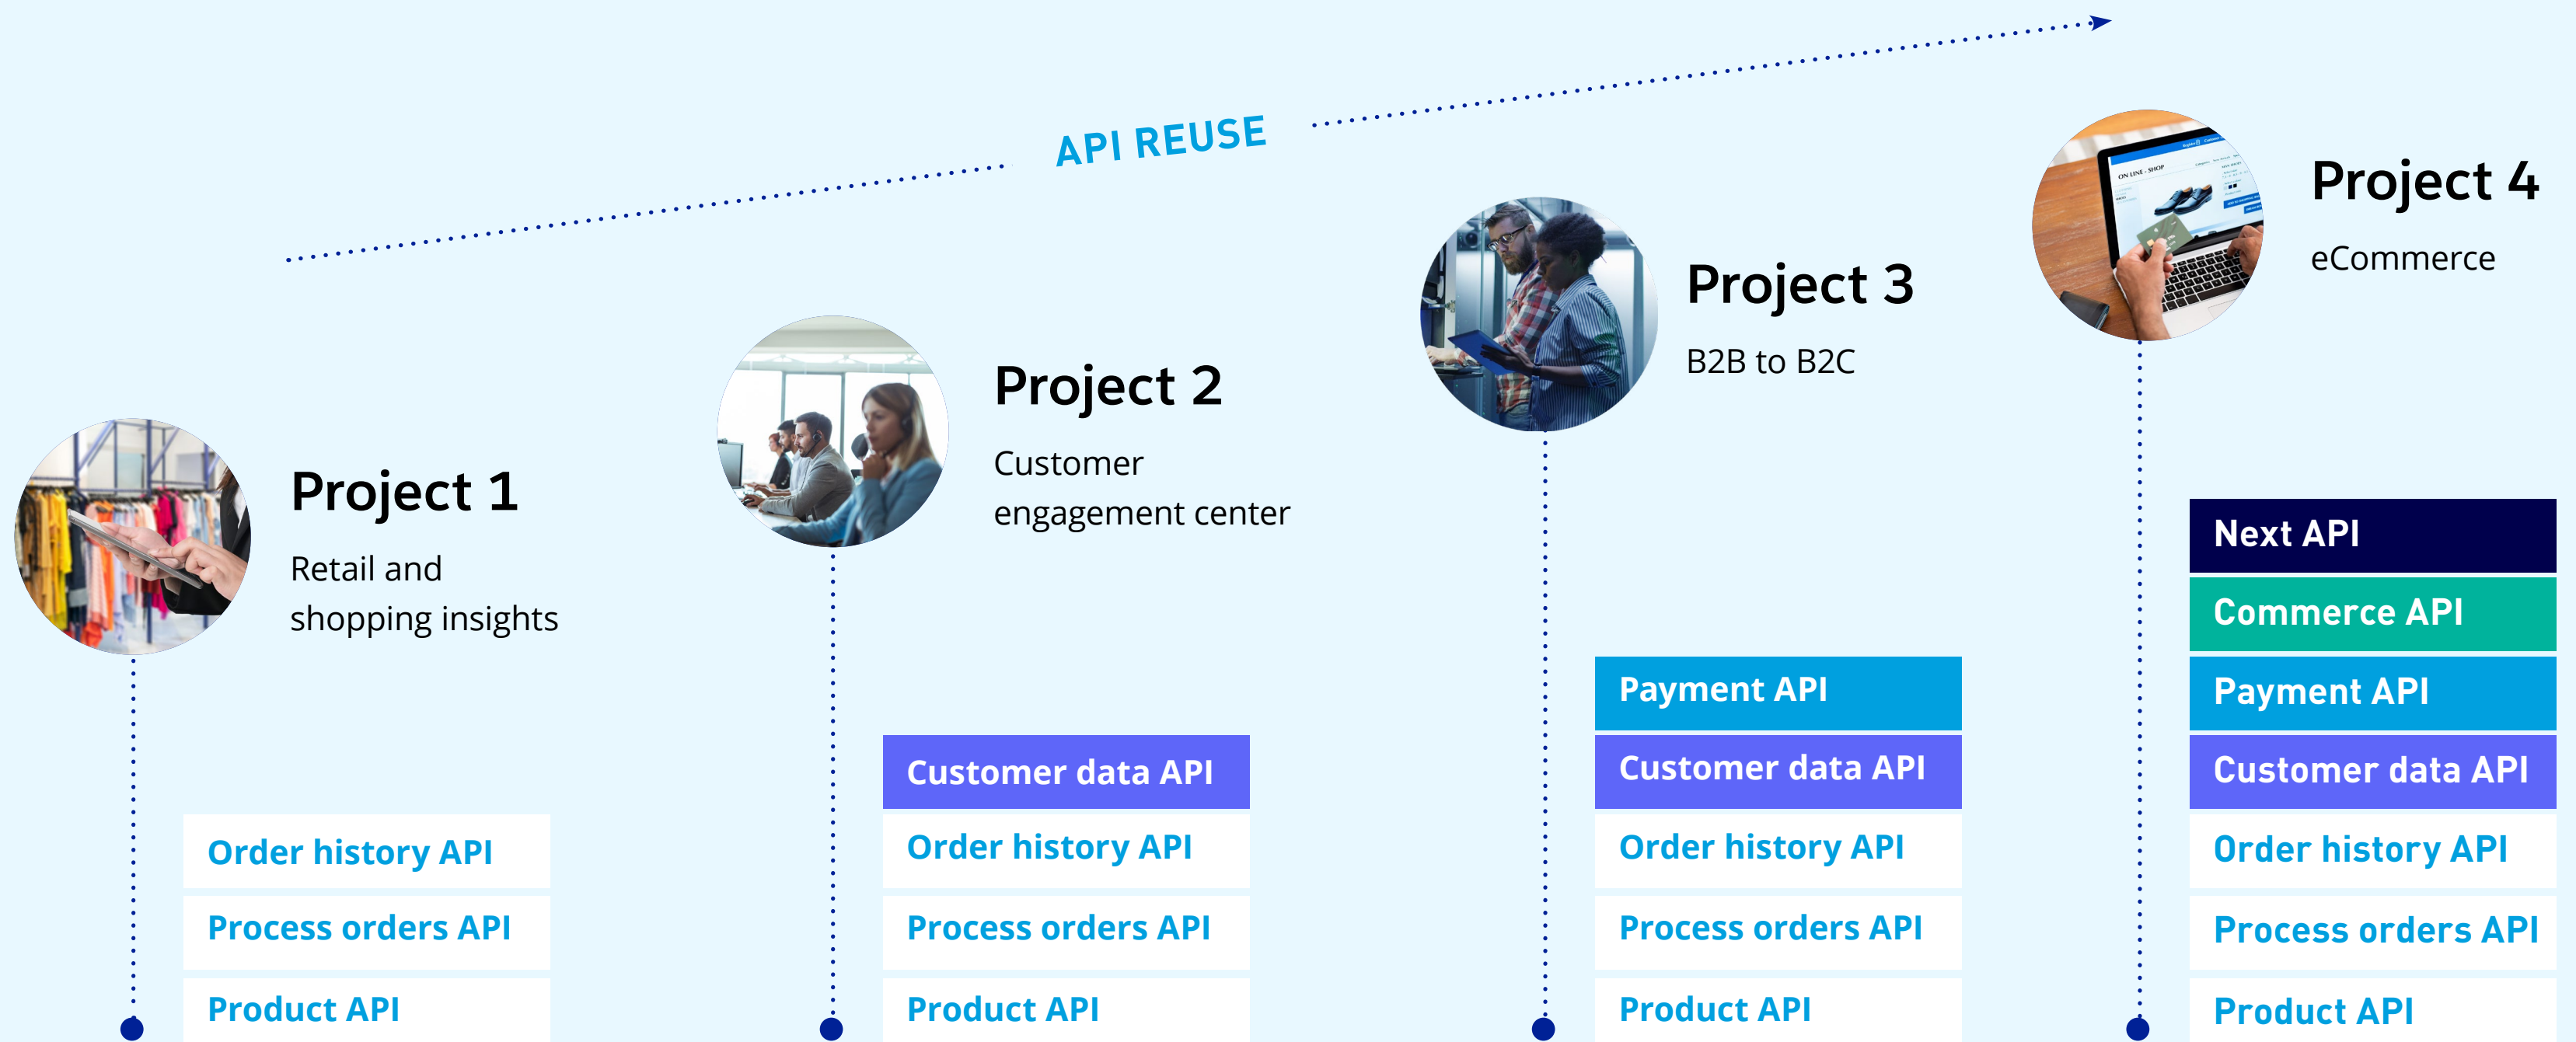 API REUSE
Project 1
Retail and
shopping insights
Order history API
Process orders API
Product API
Project 2
Customer
engagement center
Customer data API
Order history API
Process orders API
Product API
Project 3
B2B to B2C
Payment API
Customer data API
Order history API
Process orders API
Product API
ON LINE - SHOP
Project 4
eCommerce
Next API
Commerce API
Payment API
Customer data API
Order history API
Process orders API
Product API